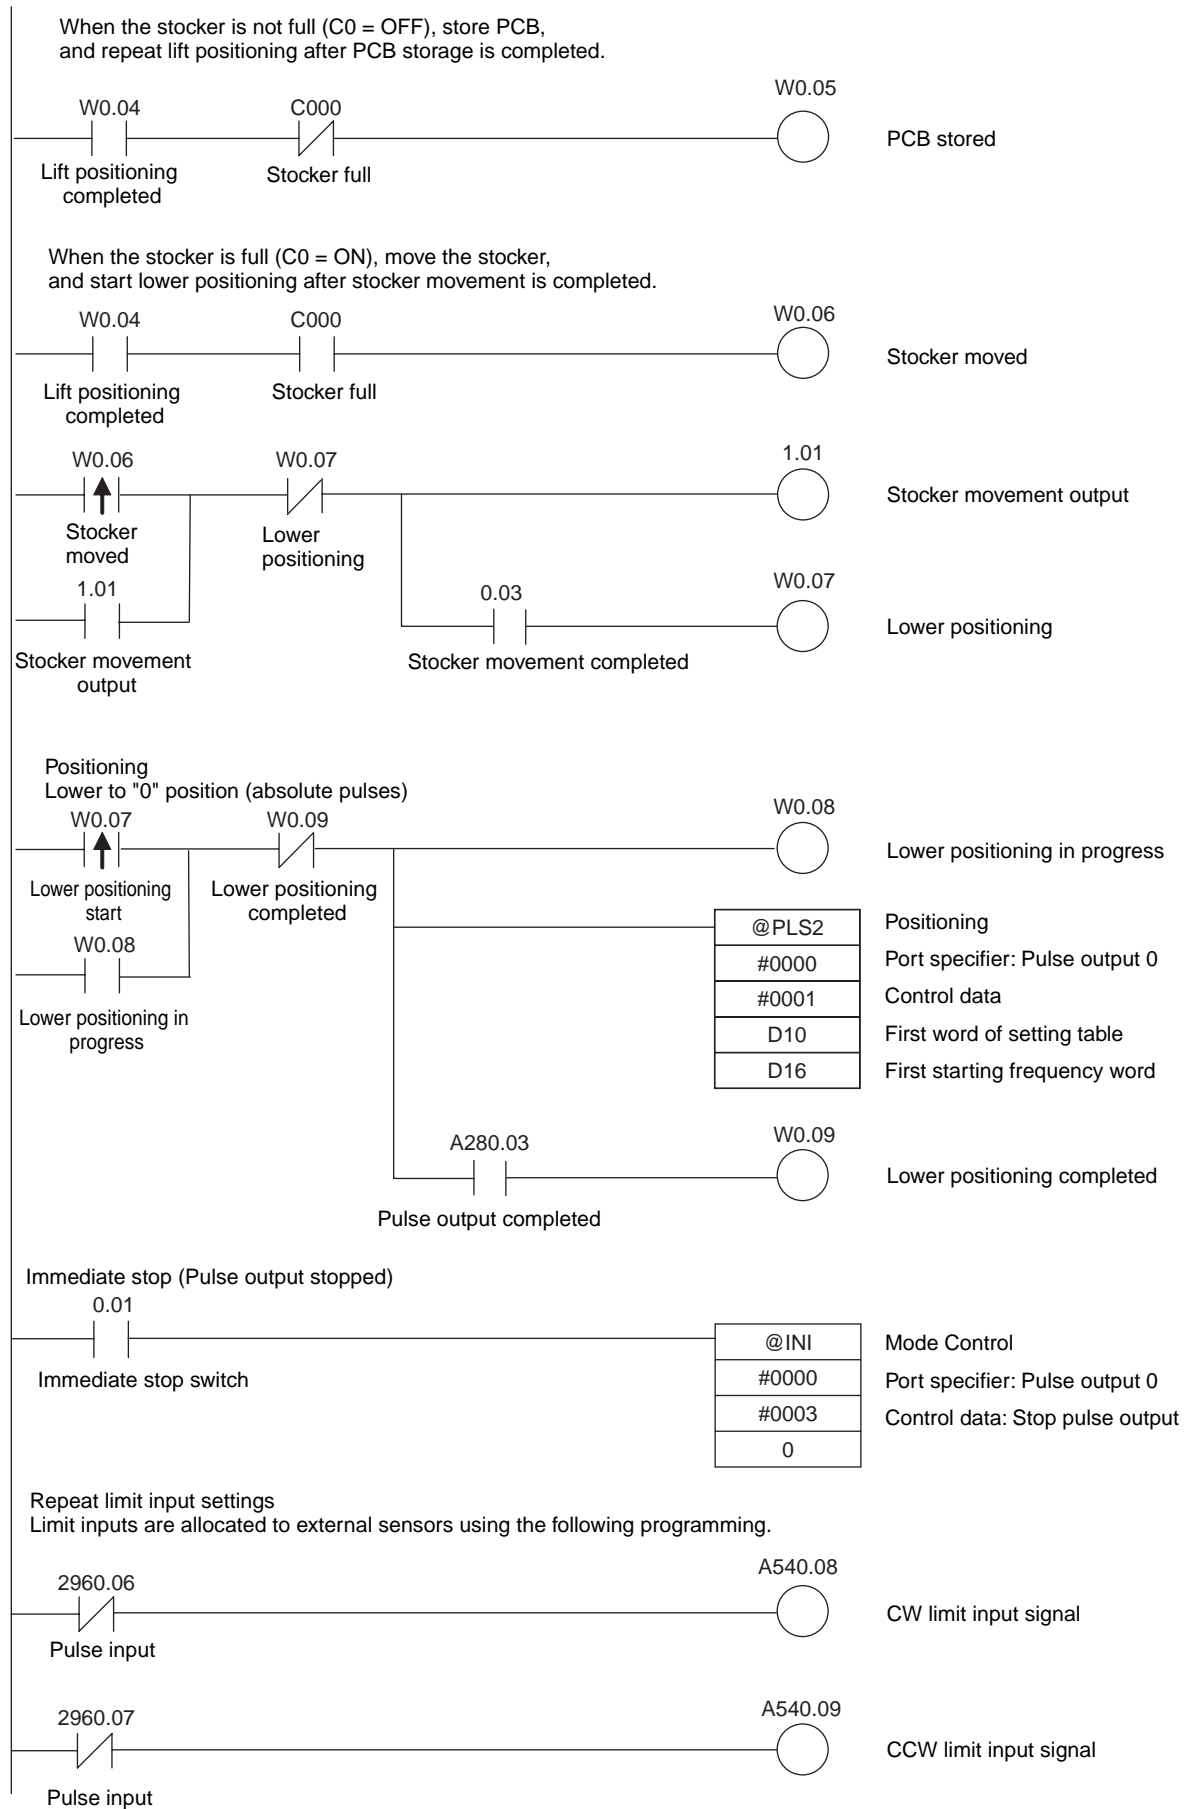 When the stocker is not full (C0 = OFF), store PCB,
and repeat lift positioning after PCB storage is completed.
W0.04
C000
W0.05
PCB stored
Lift positioning
completed
Stocker full
When the stocker is full (C0 = ON), move the stocker,
and start lower positioning after stocker movement is completed.
W0.04
C000
W0.06
Stocker moved
Lift positioning
completed
Stocker full
W0.06
W0.07
1.01
Stocker movement output
Stocker
moved
Lower
positioning
1.01
0.03
W0.07
Lower positioning
Stocker movement
output
Stocker movement completed
Positioning
Lower to "0" position (absolute pulses)
W0.07
W0.09
W0.08
Lower positioning in progress
Lower positioning
start
Lower positioning
completed
@PLS2
Positioning
W0.08
#0000
Port specifier: Pulse output 0
#0001
Control data
Lower positioning in
progress
D10
First word of setting table
D16
First starting frequency word
A280.03
W0.09
Lower positioning completed
Pulse output completed
Immediate stop (Pulse output stopped)
0.01
@INI
Mode Control
Immediate stop switch
#0000
Port specifier: Pulse output 0
#0003
Control data: Stop pulse output
0
Repeat limit input settings
Limit inputs are allocated to external sensors using the following programming.
2960.06
A540.08
CW limit input signal
Pulse input
2960.07
A540.09
CCW limit input signal
Pulse input